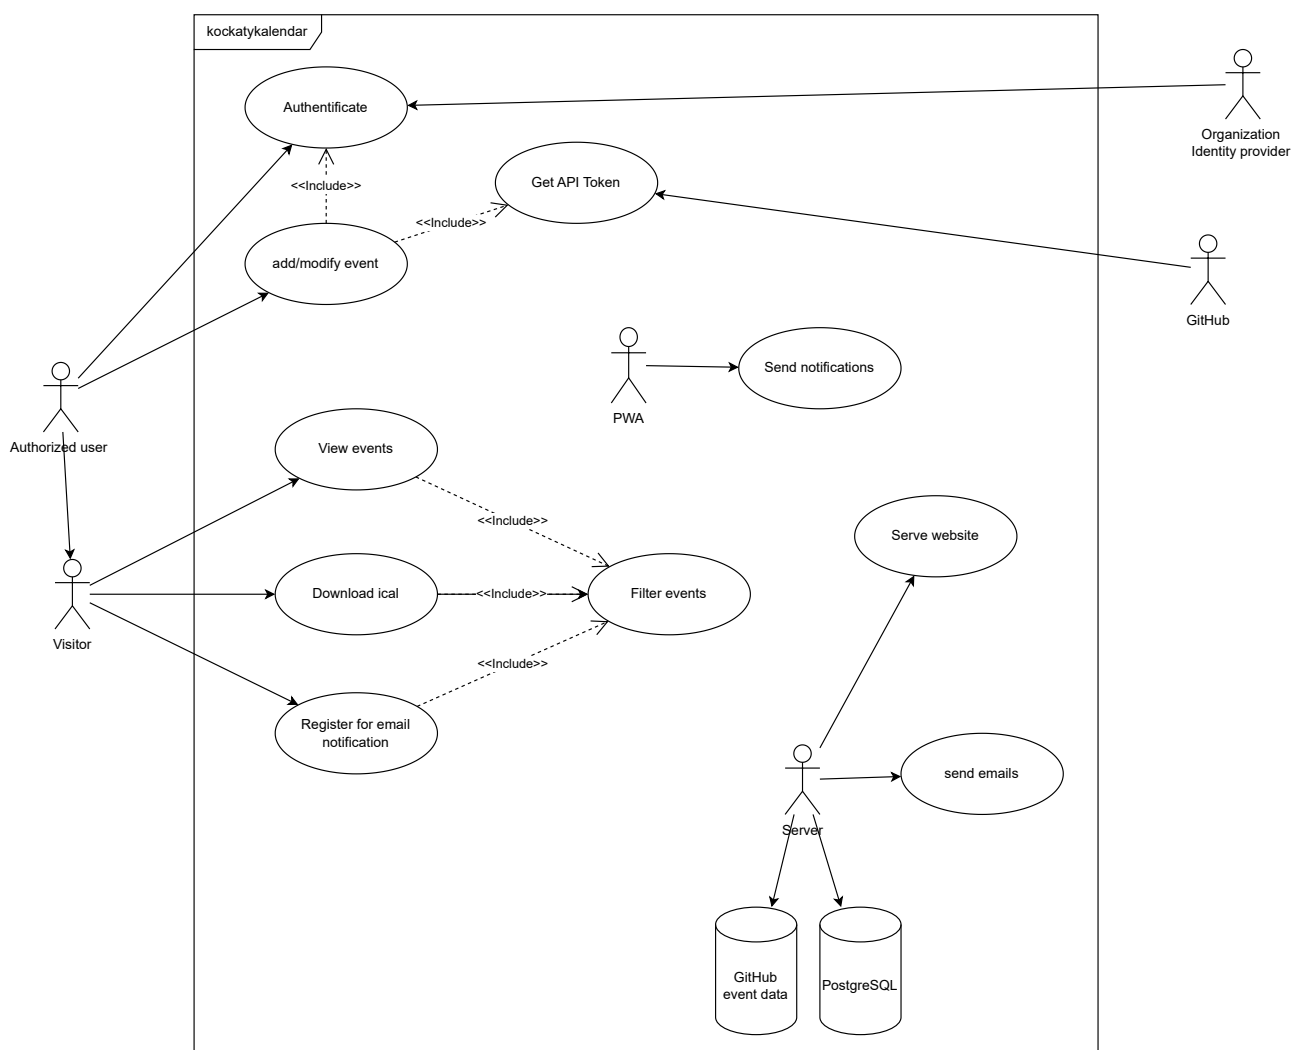 kockatykalendar
Authentificate
Organization
Identity provider
<<Include>>
Get API Token
<<Include>>
add/modify event
GitHub
Send notifications
PWA
Authorized user
View events
<<Include>>
Serve website
Download ical
<<Include>>
Filter events
Visitor
<<Include>>
Register for email
notification
send emails
Server
GitHub
event data
PostgreSQL